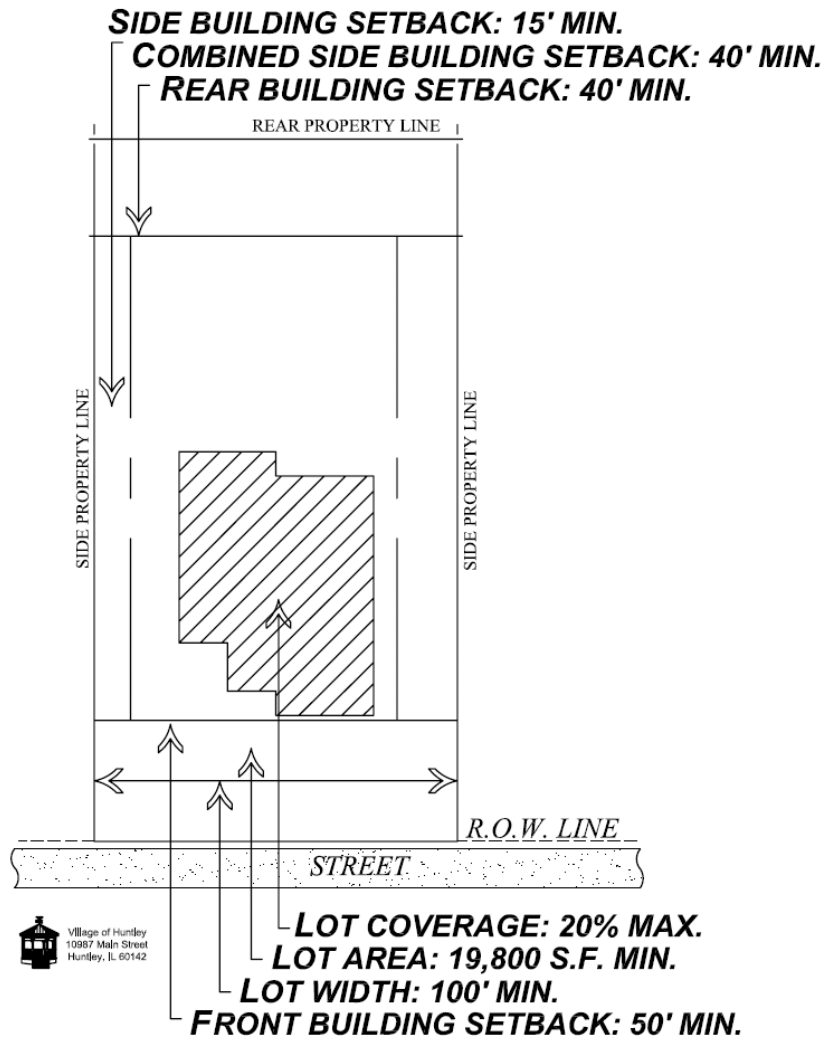 SIDE BUILDING SETBACK: 15' MIN.
COMBINED SIDE BUILDING SETBACK: 40' MIN.
REAR BUILDING SETBACK: 40' MIN.
REAR PROPERTY LINE
SIDE PROPERTY LINE
SIDE PROPERTY LINE
R.O.W. LINE
STREET
Village of Huntley
10987 Main Street
Huntley, IL 60142
LOT COVERAGE: 20% MAX.
LOT AREA: 19,800 S.F. MIN.
LOT WIDTH: 100' MIN.
FRONT BUILDING SETBACK: 50' MIN.